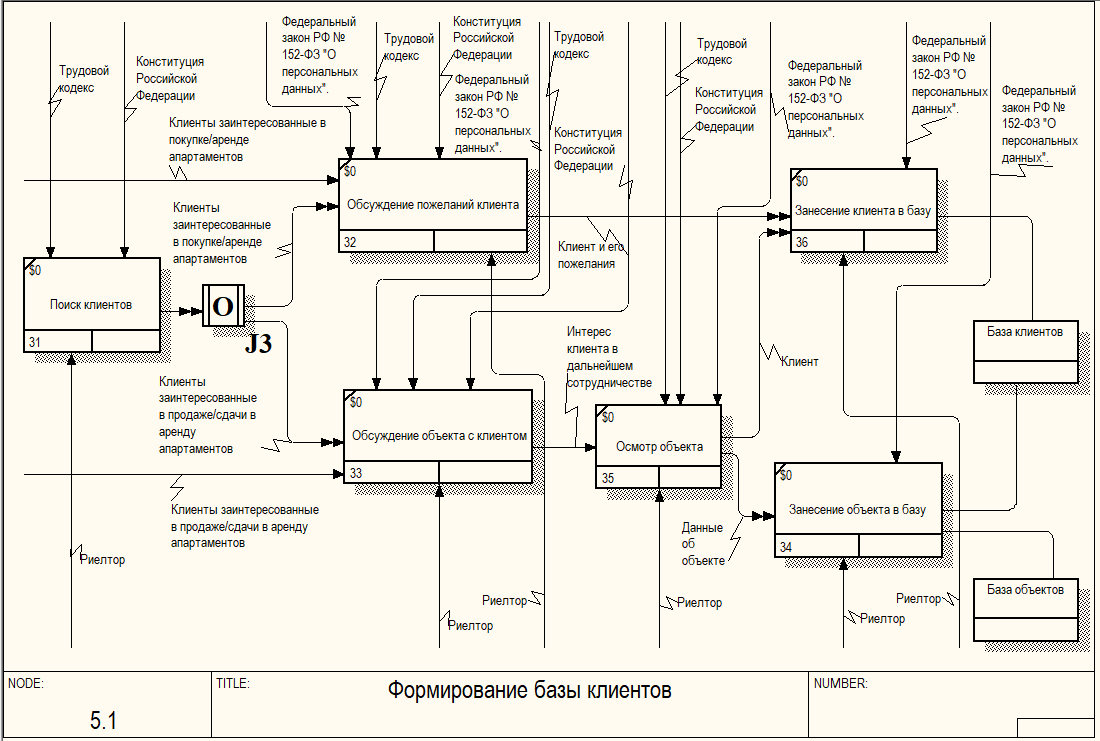 Трудовой
кодекс
Конституция
Российской
Федерации
Федеральный
закон РФ №
152-ФЗ "О
персональных
данных".
Трудовой
кодекс
Конституция
Российской
Федерации
Федеральный
закон РФ №
152-ФЗ "О
персональных
данных".
Трудовой
кодекс
Конституция
Российской
Федерации
Трудовой
кодекс
Конституция
Российской
Федерации
Федеральный
закон РФ №
152-ФЗ "О
персональных
данных".
Федеральный
закон РФ №
152-ФЗ "О
персональных
данных".
Федеральный
закон РФ №
152-ФЗ "О
персональных
данных".
Клиенты заинтересованные в
покупке/аренде
апартаментов
$0
Обсуждение пожеланий клиента
32
$0
Занесение клиента в базу
36
Клиенты
заинтересованные
в покупке/аренде
апартаментов
Клиент и его
пожелания
$0
Поиск клиентов
31
O
J3
База клиентов
Интерес
клиента в
дальнейшем
сотрудничестве
Клиент
Клиенты
заинтересованные
в продаже/сдачи в
аренду
апартаментов
$0
Обсуждение объекта с клиентом
33
$0
Осмотр объекта
35
$0
Занесение объекта в базу
34
Клиенты заинтересованные
в продаже/сдачи в аренду
апартаментов
Данные
об
объекте
Риелтор
Риелтор
Риелтор
Риелтор
Риелтор
Риелтор
База объектов
NODE:
5.1
TITLE:
Формирование базы клиентов
NUMBER: